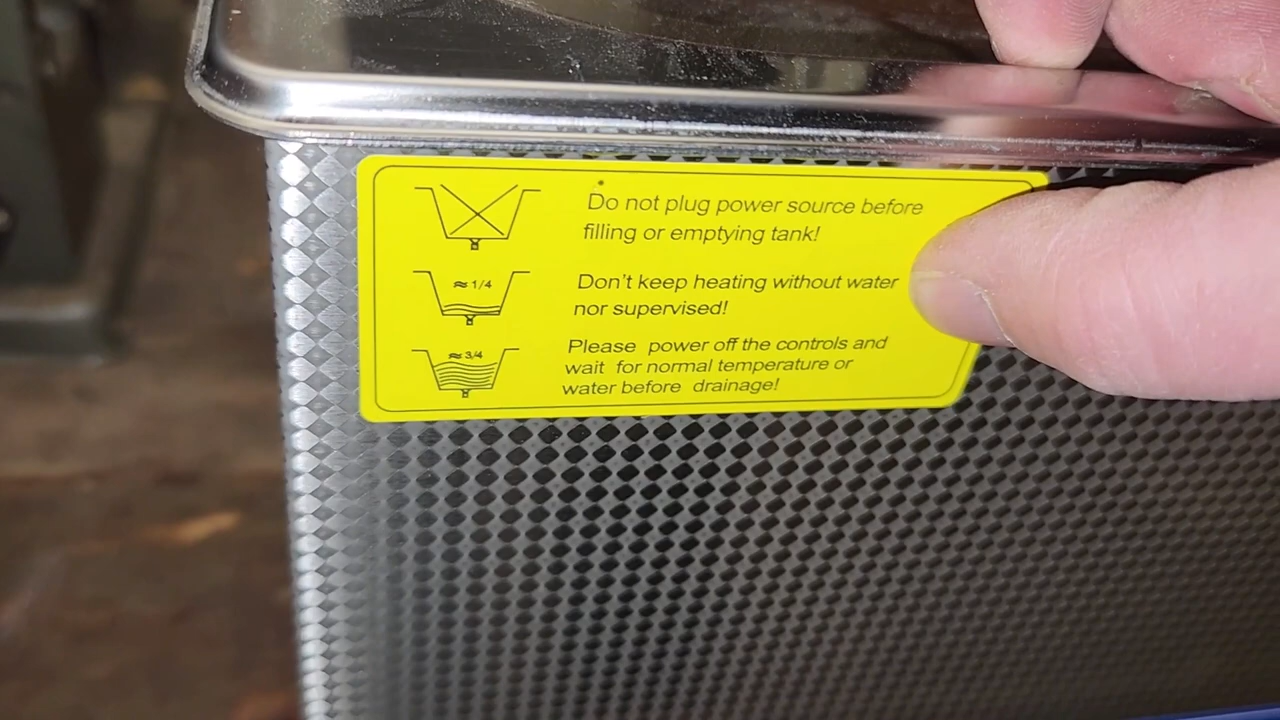 Do not plug power source before
filling or emptying tank!
≈1/4
Don't keep heating without water
nor supervised!
≈3/4
Please power off the controls and
wait for normal temperature or
water before drainage!